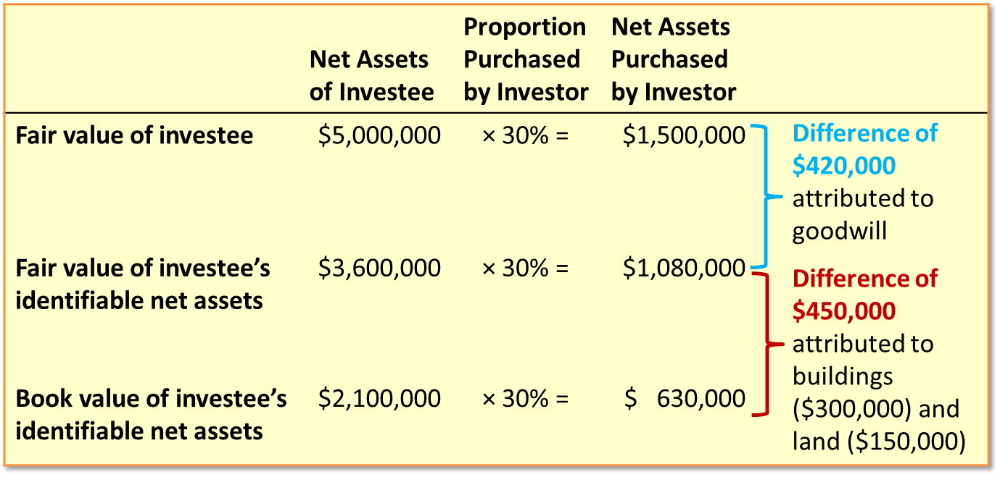 Net Assets
of Investee
Proportion
Purchased
by Investor
Net Assets
Purchased
by Investor
Fair value of investee $5,000,000 × 30% = $1,500,000
Difference of
$420,000
attributed to
goodwill
Fair value of investee’s
identifiable net assets
$3,600,000 × 30% = $1,080,000
Difference of
$450,000
attributed to
buildings
($300,000) and
land ($150,000)
Book value of investee’s
identifiable net assets
$2,100,000 × 30% = $ 630,000